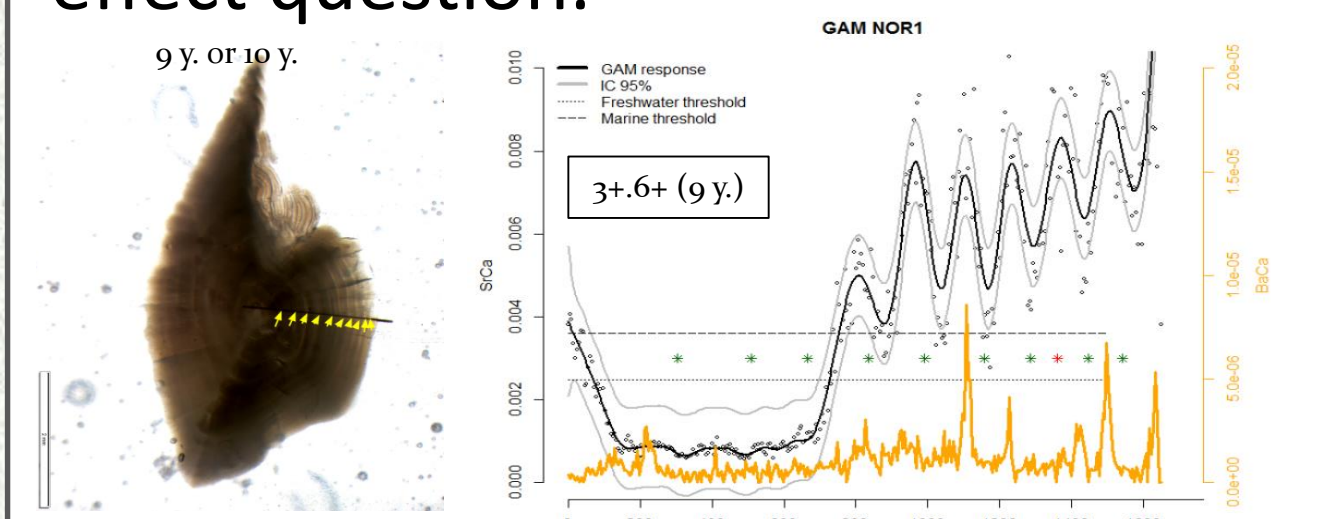 effect question.
9 y. or 10 y.
GAM NOR1
GAM response
IC 95%
Freshwater threshold
Marine threshold
3+.6+ (9 y.)
SrCa
0.010
0.008
0.006
0.004
0.002
0.000
BaCa
2.0e-05
1.5e-05
1.0e-05
5.0e-06
0.0e+00